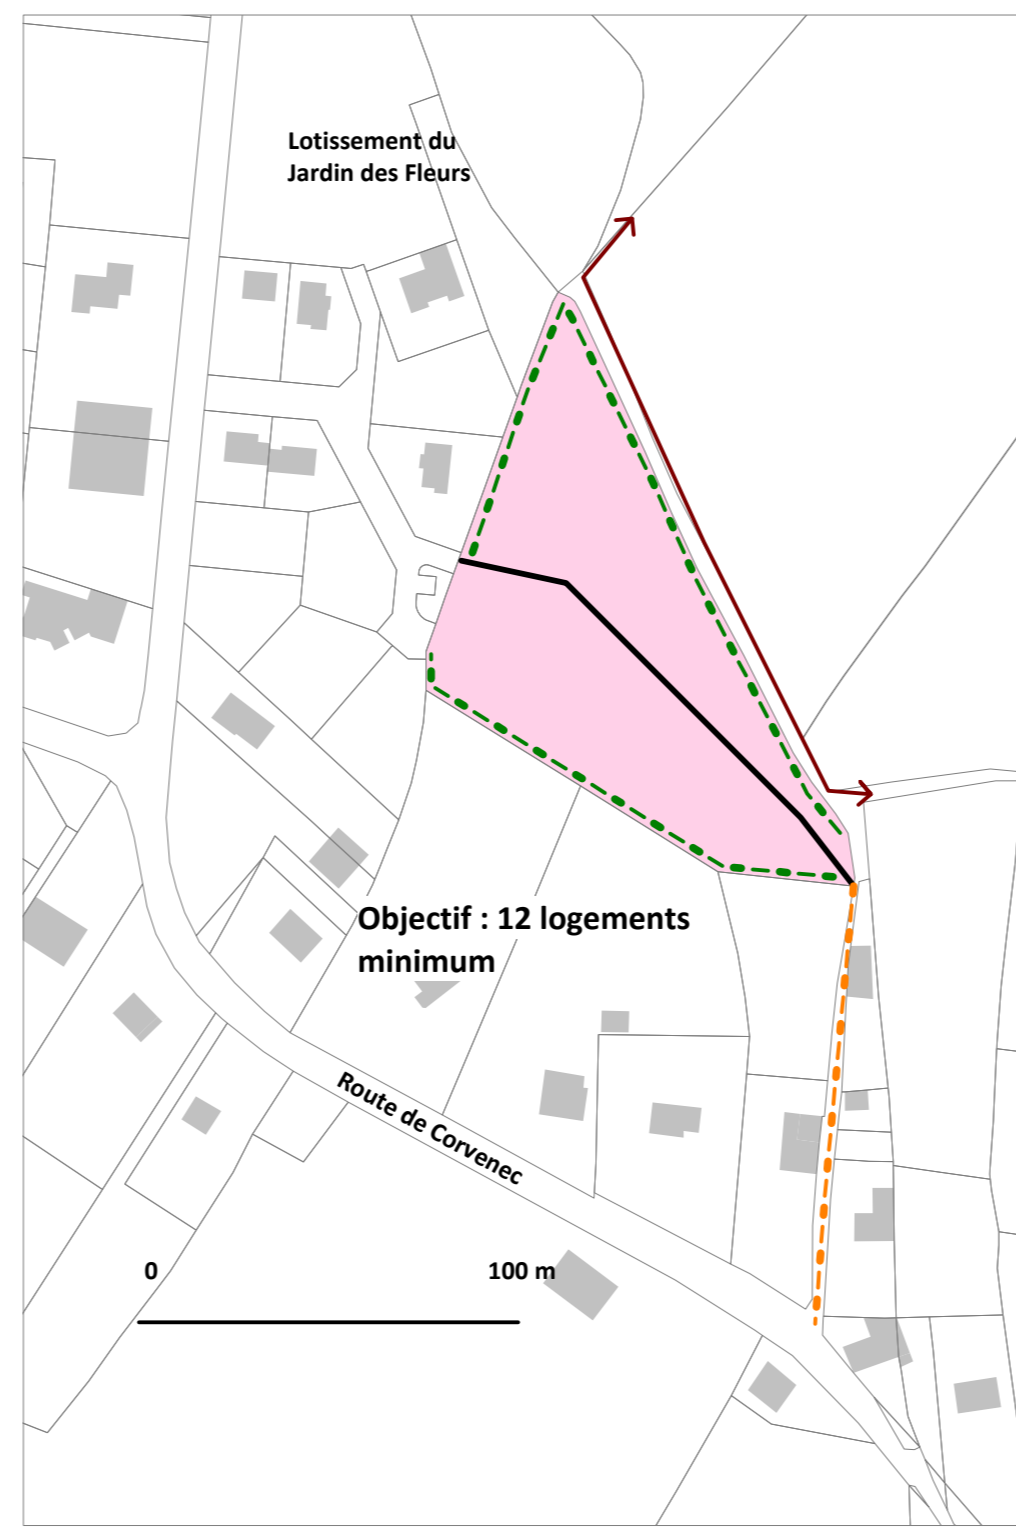 Lotissement du
Jardin des Fleurs
Objectif : 12 logements
minimum
Route de Corvenec
0
100 m